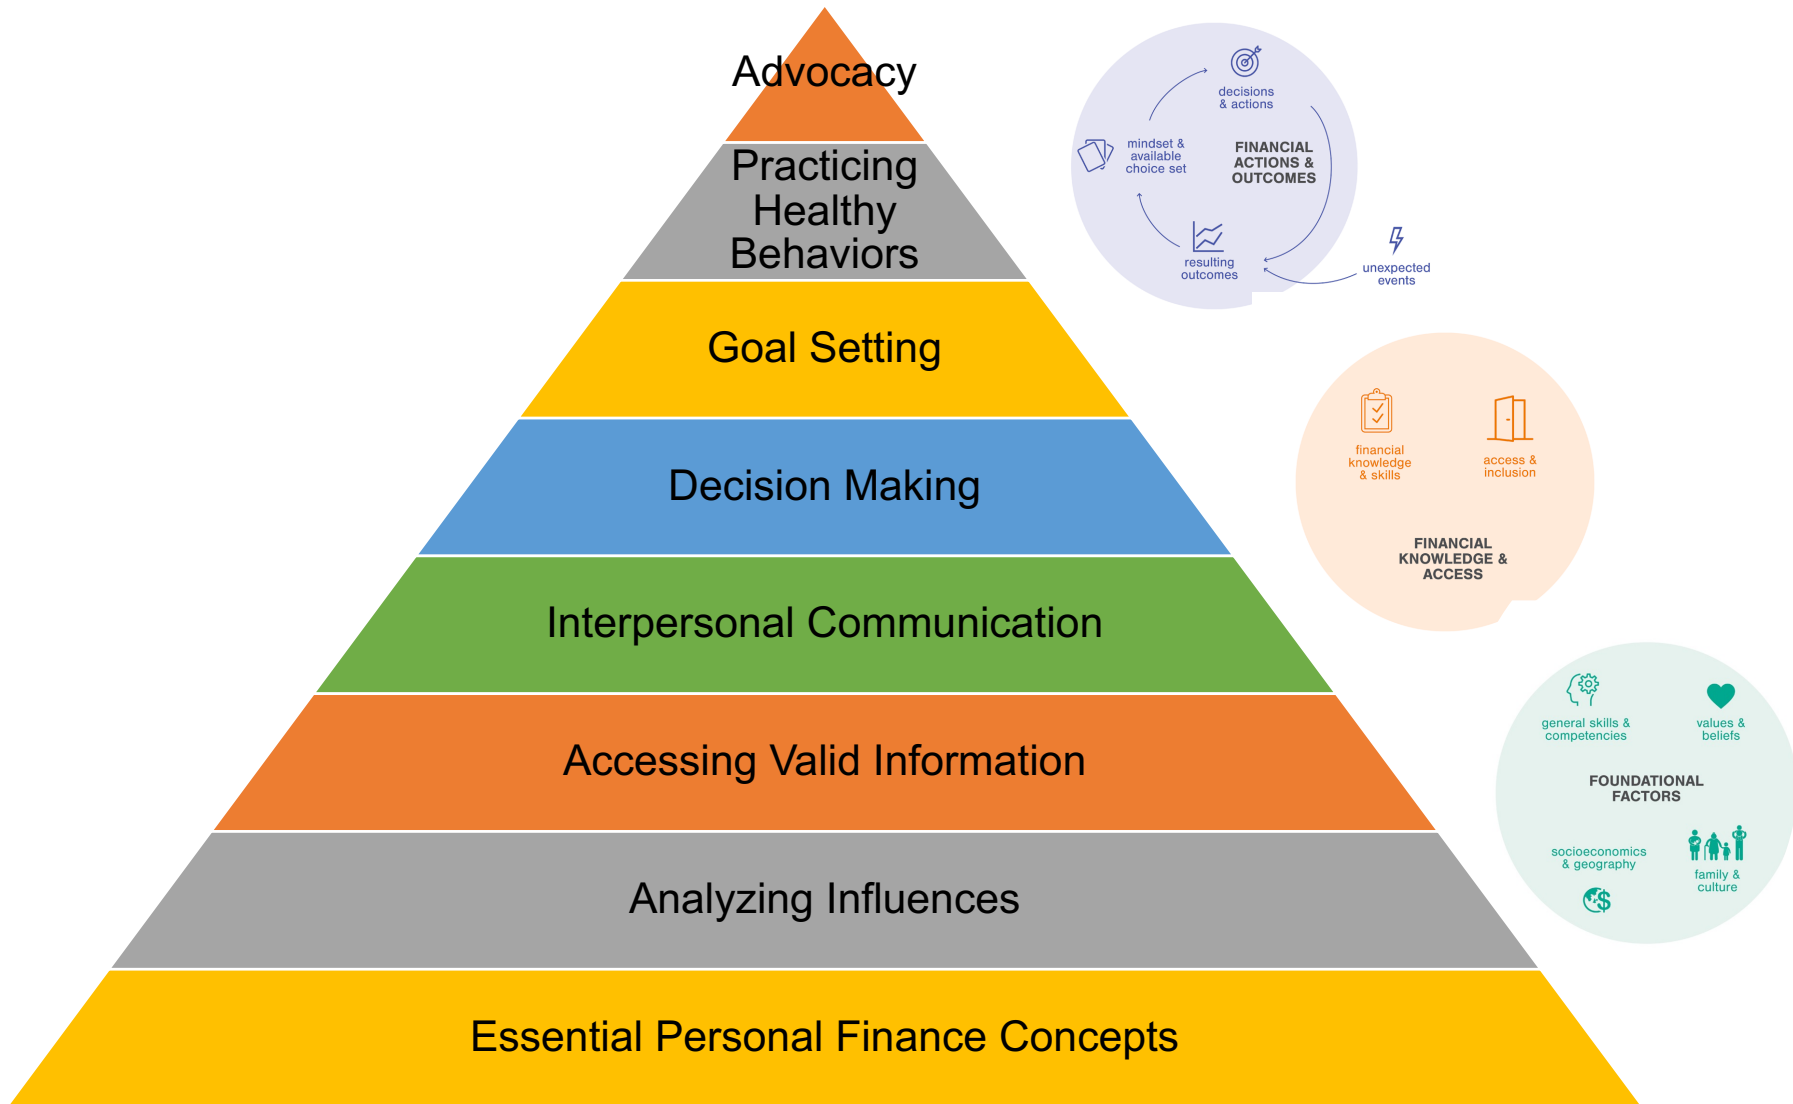 Advocacy
Practicing
Healthy
Behaviors
Goal Setting
Decision Making
Interpersonal Communication
Accessing Valid Information
Analyzing Influences
Essential Personal Finance Concepts
decisions
& actions
mindset &
available
choice set
FINANCIAL
ACTIONS &
OUTCOMES
resulting
outcomes
unexpected
events
financial
knowledge
& skills
access &
inclusion
FINANCIAL
KNOWLEDGE &
ACCESS
general skills &
competencies
values &
beliefs
FOUNDATIONAL
FACTORS
socioeconomics
& geography
$
family &
culture